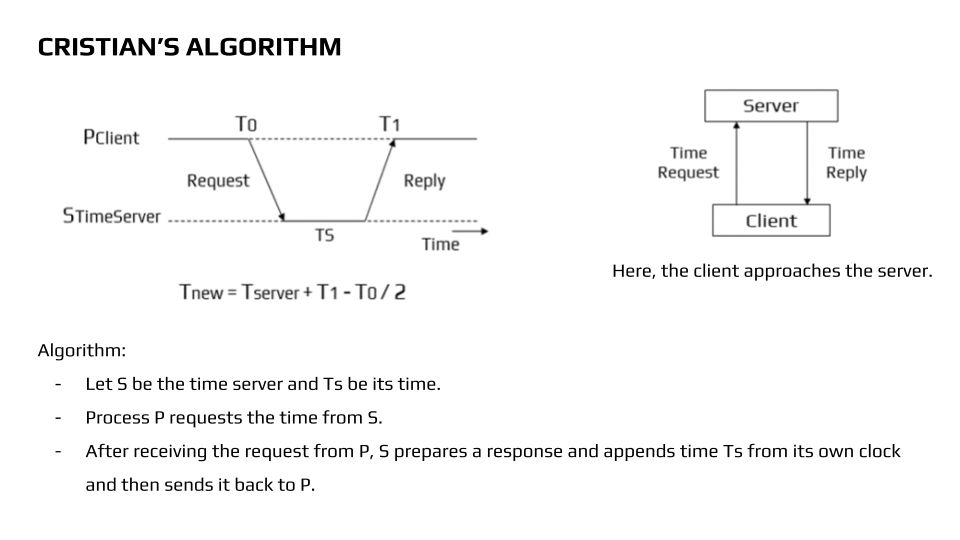 CRISTIAN'S ALGORITHM
T0
T1
PClient
Request
Reply
STimeServer
TS
Time
Tnew = Tserver + T1 - T0 / 2
Server
Time
Request
Time
Reply
Client
Here, the client approaches the server.
Algorithm:
- Let S be the time server and Ts be its time.
- Process P requests the time from S.
- After receiving the request from P, S prepares a response and appends time Ts from its own clock
and then sends it back to P.